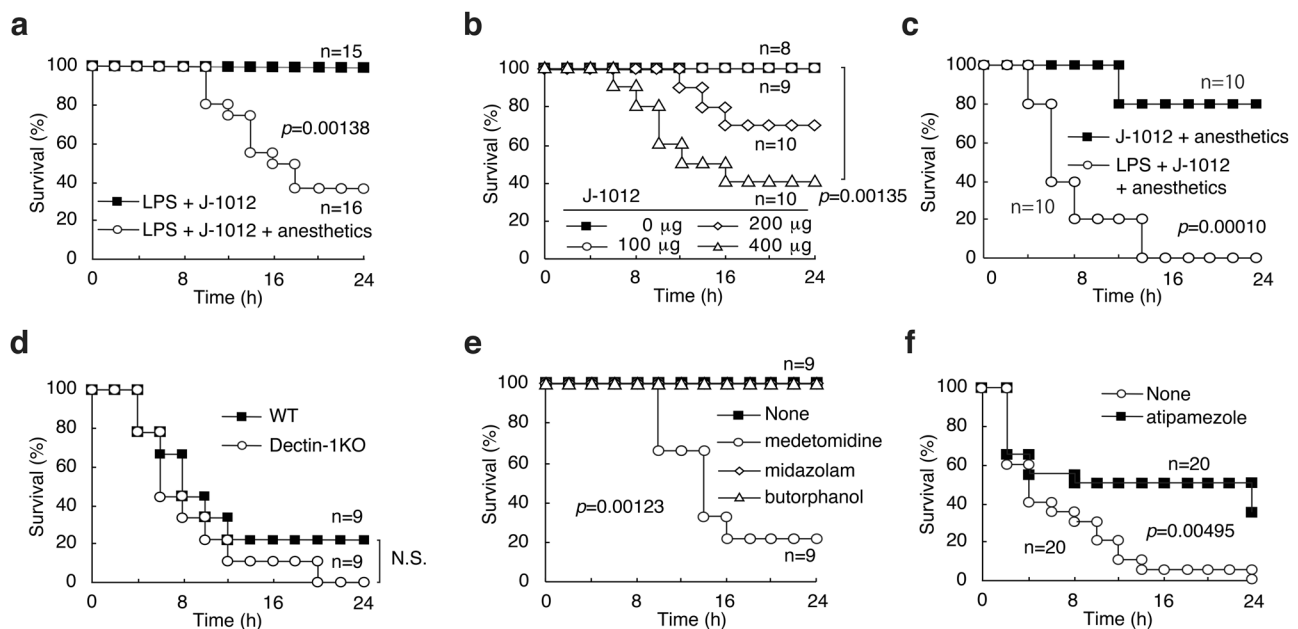 a
n=15
100
80
60
40
20
0
Survival (%)
p=0.00138
LPS + J-1012
n=16
LPS + J-1012 + anesthetics
0 8 16 24
Time (h)
b
n=8
100
80
60
40
20
0
Survival (%)
n=9
n=10
n=10
p=0.00135
J-1012
0 µg 200 µg
100 µg 400 µg
0 8 16 24
Time (h)
c
100
80
60
40
20
0
Survival (%)
n=10
J-1012 + anesthetics
LPS + J-1012
+ anesthetics
n=10
p=0.00010
0 8 16 24
Time (h)
d
100
80
60
40
20
0
Survival (%)
WT
Dectin-1KO
n=9
n=9
N.S.
0 8 16 24
Time (h)
e
n=9
100
80
60
40
20
0
Survival (%)
None
medetomidine
midazolam
butorphanol
p=0.00123
n=9
0 8 16 24
Time (h)
f
100
80
60
40
20
0
Survival (%)
None
atipamezole
n=20
p=0.00495
n=20
0 8 16 24
Time (h)